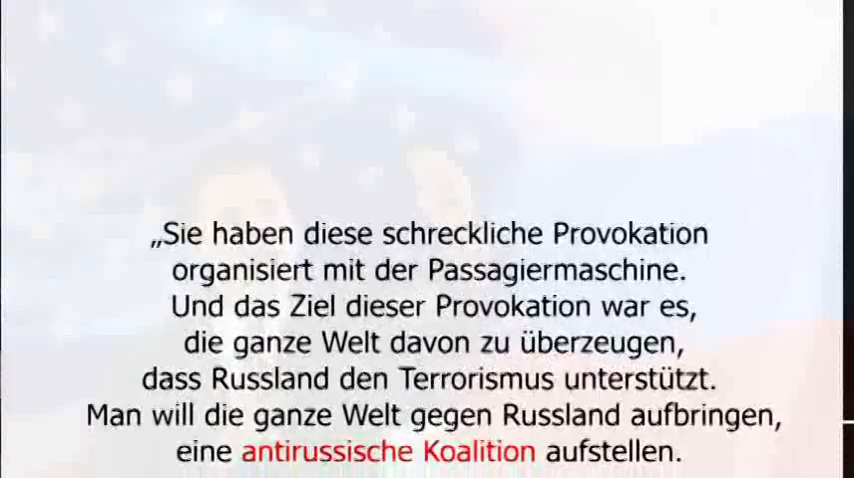 „Sie haben diese schreckliche Provokation
organisiert mit der Passagiermaschine.
Und das Ziel dieser Provokation war es,
die ganze Welt davon zu überzeugen,
dass Russland den Terrorismus unterstützt.
Man will die ganze Welt gegen Russland aufbringen,
eine antirussische Koalition aufstellen.